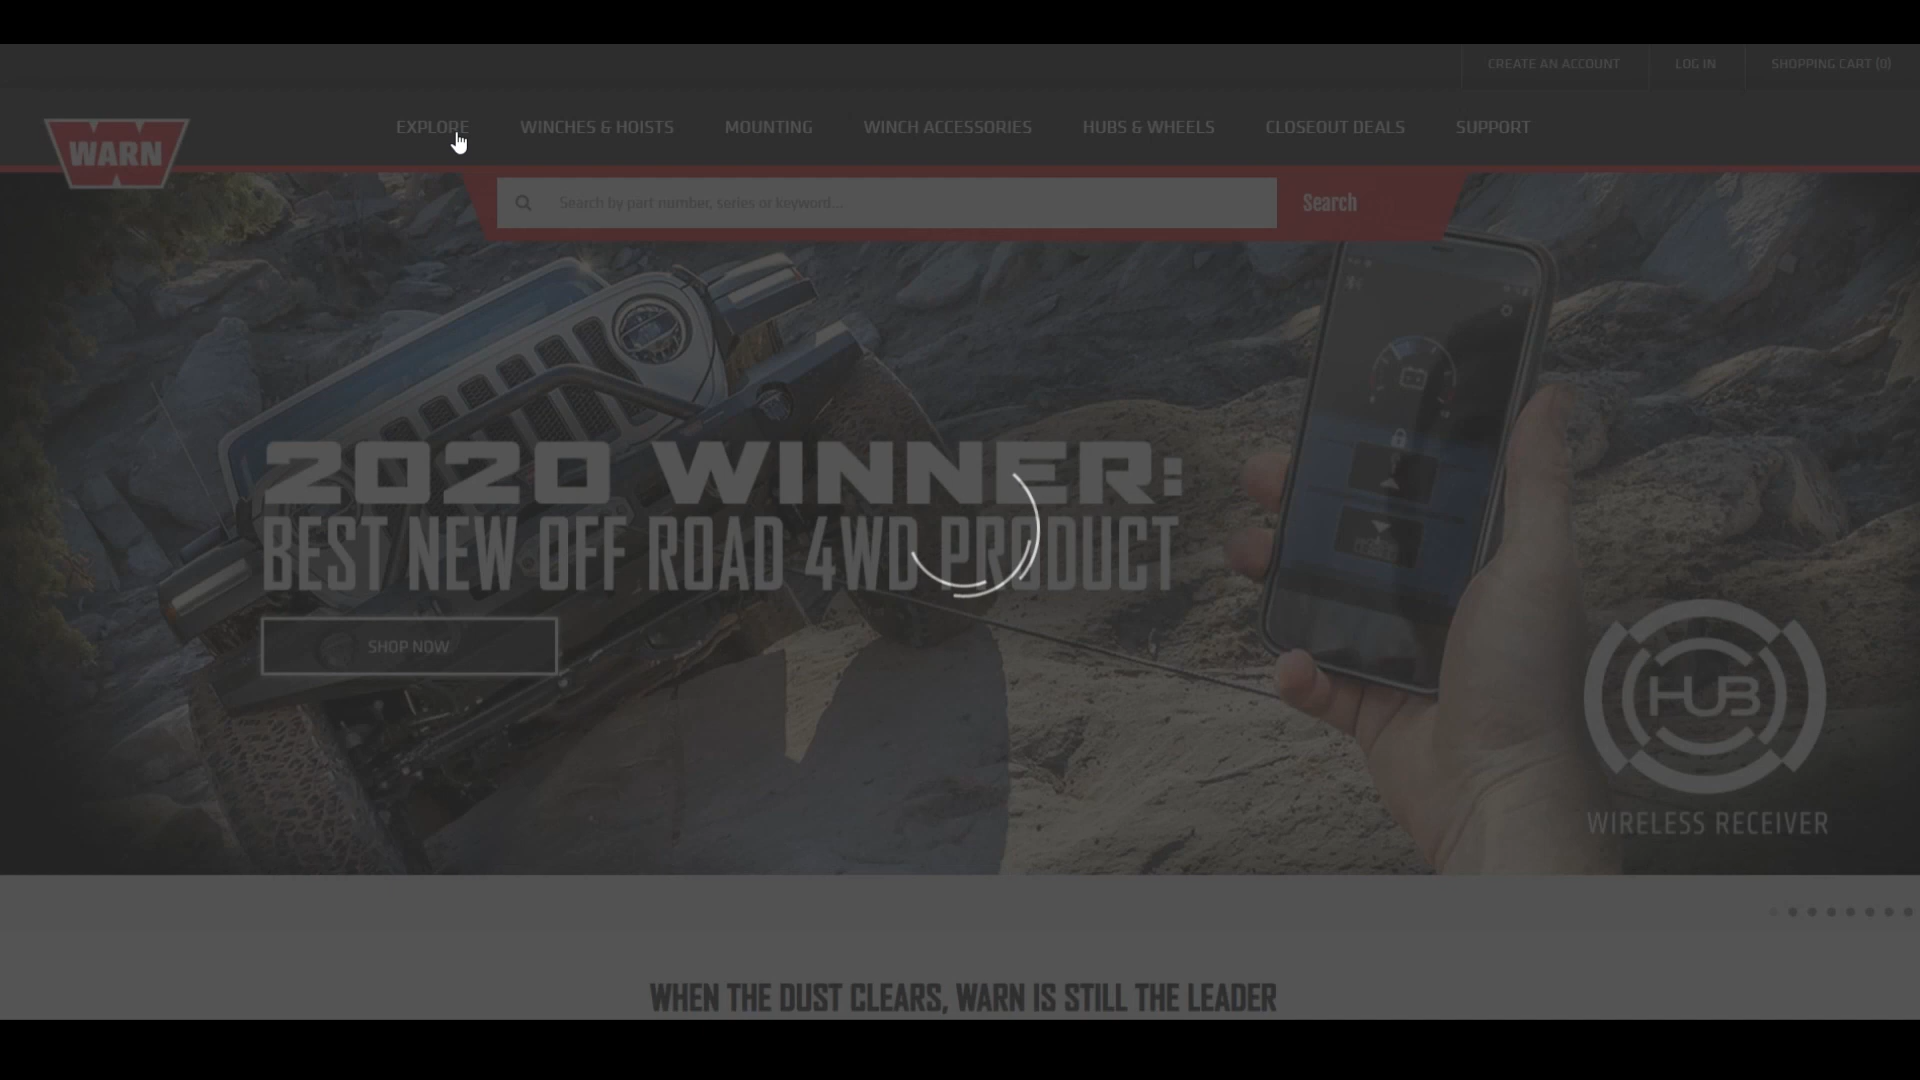 CREATE AN ACCOUNT LOG IN SHOPPING CART (0)
WARN
EXPLORE WINCHES & HOISTS MOUNTING WINCH ACCESSORIES HUBS & WHEELS CLOSEOUT DEALS SUPPORT
Search by part number, series or keyword... Search
2020 WINNER:
BEST NEW OFF ROAD 4WD PRODUCT
SHOP NOW
HUB
WIRELESS RECEIVER
WHEN THE DUST CLEARS, WARN IS STILL THE LEADER